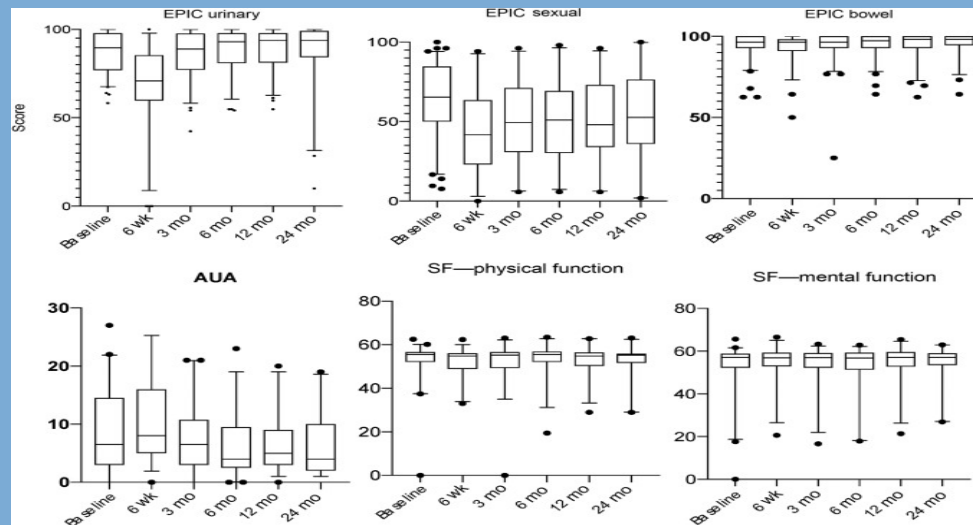 EPIC urinary
EPIC sexual
EPIC bowel
Score
100
50
0
Baseline
6 wk
3 mo
6 mo
12 mo
24 mo
100
50
0
Baseline
6 wk
3 mo
6 mo
12 mo
24 mo
100
50
0
Baseline
6 wk
3 mo
6 mo
12 mo
24 mo
AUA
SF—physical function
SF—mental function
30
20
10
0
Baseline
6 wk
3 mo
6 mo
12 mo
24 mo
80
60
40
20
0
Baseline
6 wk
3 mo
6 mo
12 mo
24 mo
80
60
40
20
0
Baseline
6 wk
3 mo
6 mo
12 mo
24 mo